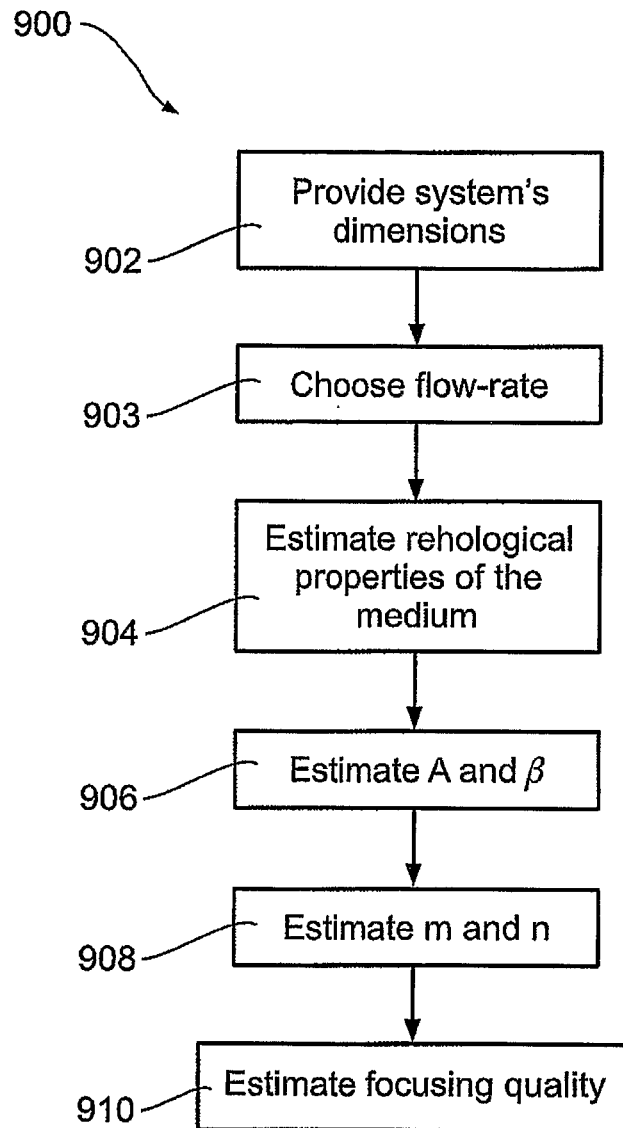 900
Provide system's
dimensions
902
Choose flow-rate
903
Estimate rehological
properties of the
medium
904
Estimate A and β
906
Estimate m and n
908
Estimate focusing quality
910